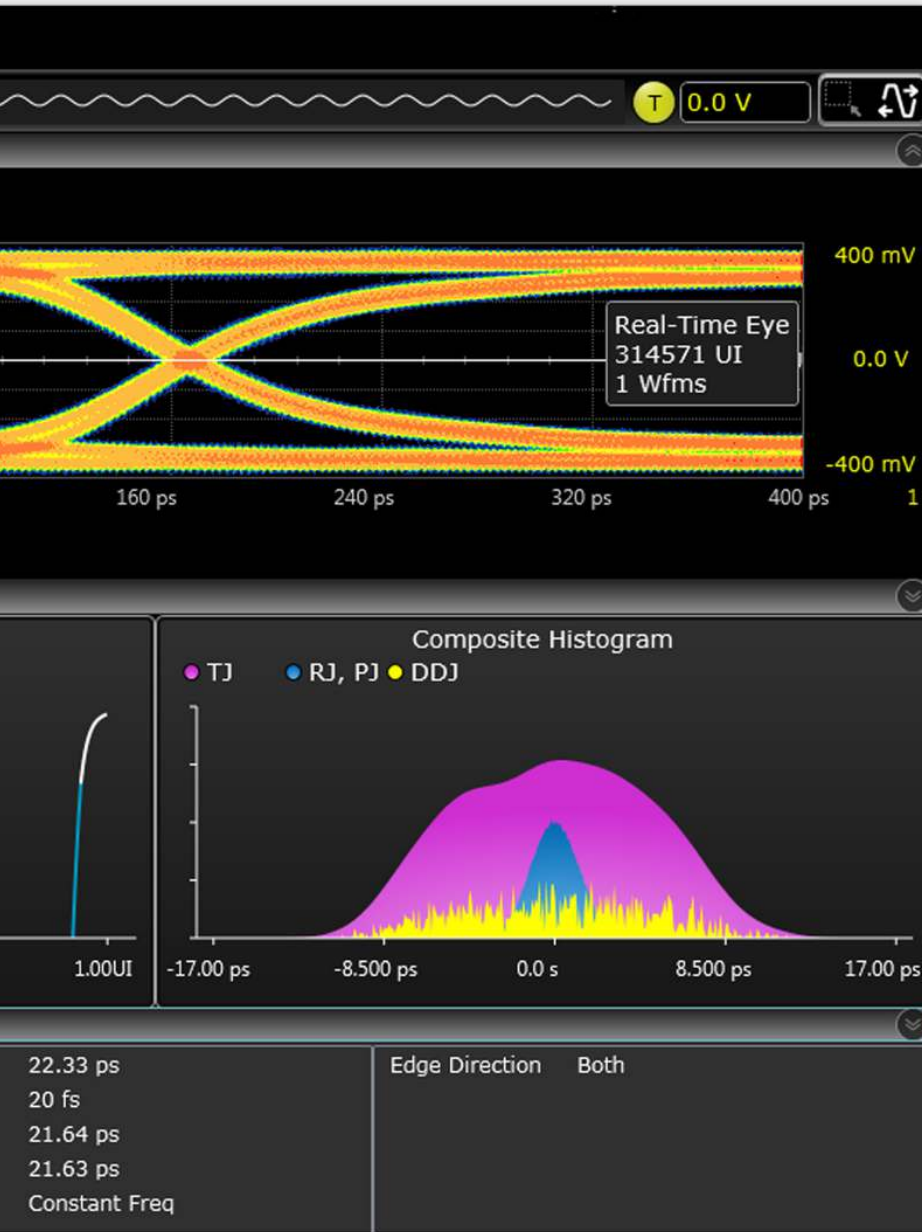 T 0.0 V
400 mV
Real-Time Eye
314571 UI
1 Wfms
0.0 V
-400 mV
160 ps 240 ps 320 ps 400 ps 1
Composite Histogram
TJ RJ, PJ DDJ
1.00UI
-17.00 ps -8.500 ps 0.0 s 8.500 ps 17.00 ps
22.33 ps
20 fs
21.64 ps
21.63 ps
Constant Freq
Edge Direction Both